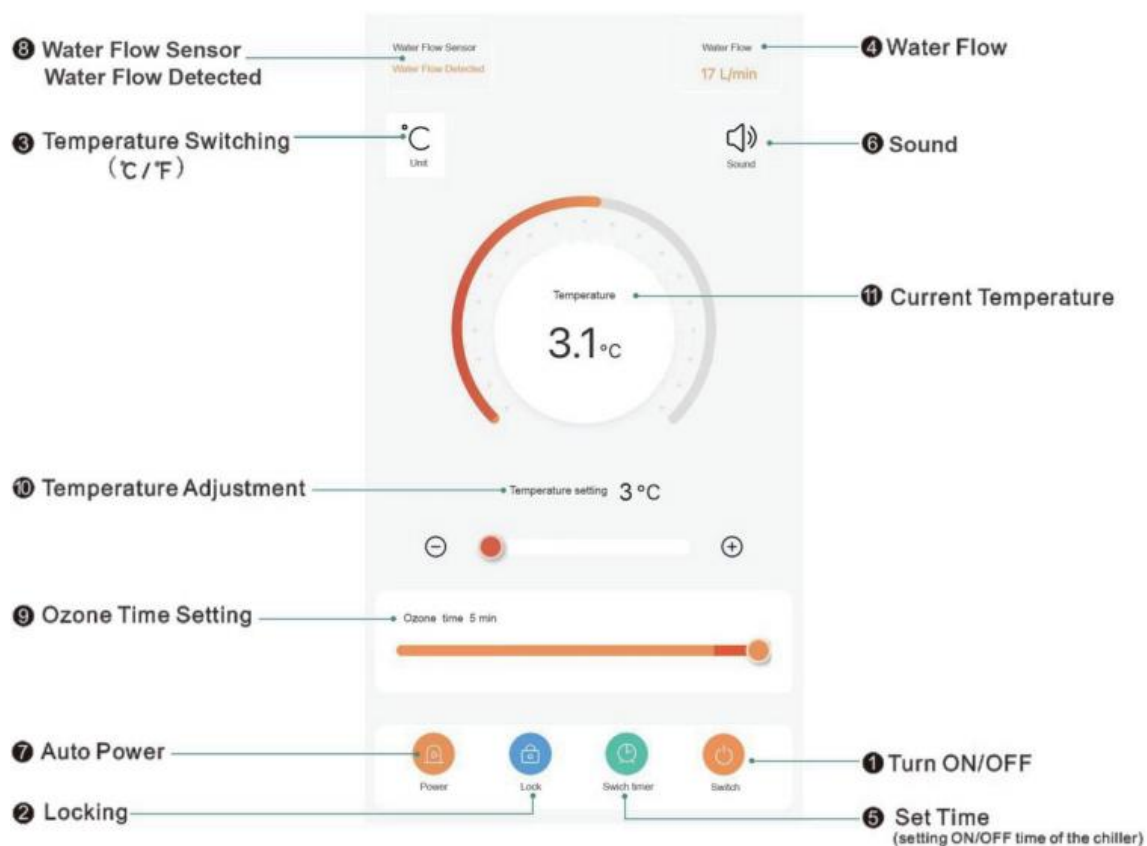 ❽ Water Flow Sensor
Water Flow Detected
Water Flow Sensor
Water Flow Detected
Water Flow
17 L/min
❹ Water Flow
❸ Temperature Switching
(℃/℉)
°C
Unit
Sound
❻ Sound
Temperature
3.1°C
⓫ Current Temperature
❿ Temperature Adjustment
Temperature setting 3 °C
❾ Ozone Time Setting
Ozone time 5 min
❼ Auto Power
Power
Lock
Swich timer
Switch
❶ Turn ON/OFF
❷ Locking
❺ Set Time
(setting ON/OFF time of the chiller)